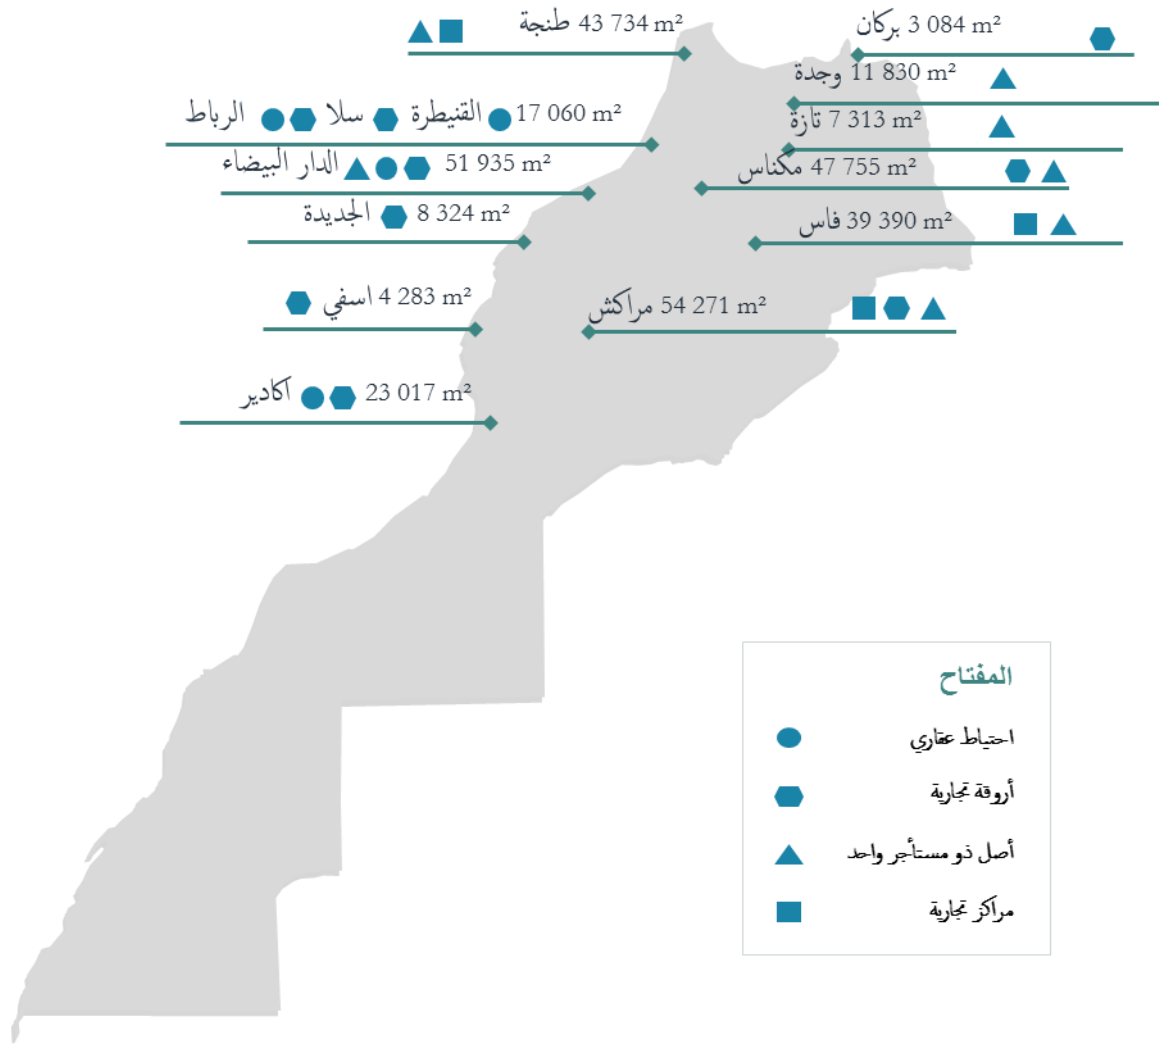 طنجة 43 734 m²
بركان 3 084 m²
وجدة 11 830 m²
الرباط سلا القنيطرة 17 060 m²
تازة 7 313 m²
الدار البيضاء 51 935 m²
مكناس 47 755 m²
الجديدة 8 324 m²
فاس 39 390 m²
اسفي 4 283 m²
مراكش 54 271 m²
اكادير 23 017 m²
المفتاح
احتياط عقاري
أروقة تجارية
أصل ذو مستأجر واحد
مراكز تجارية